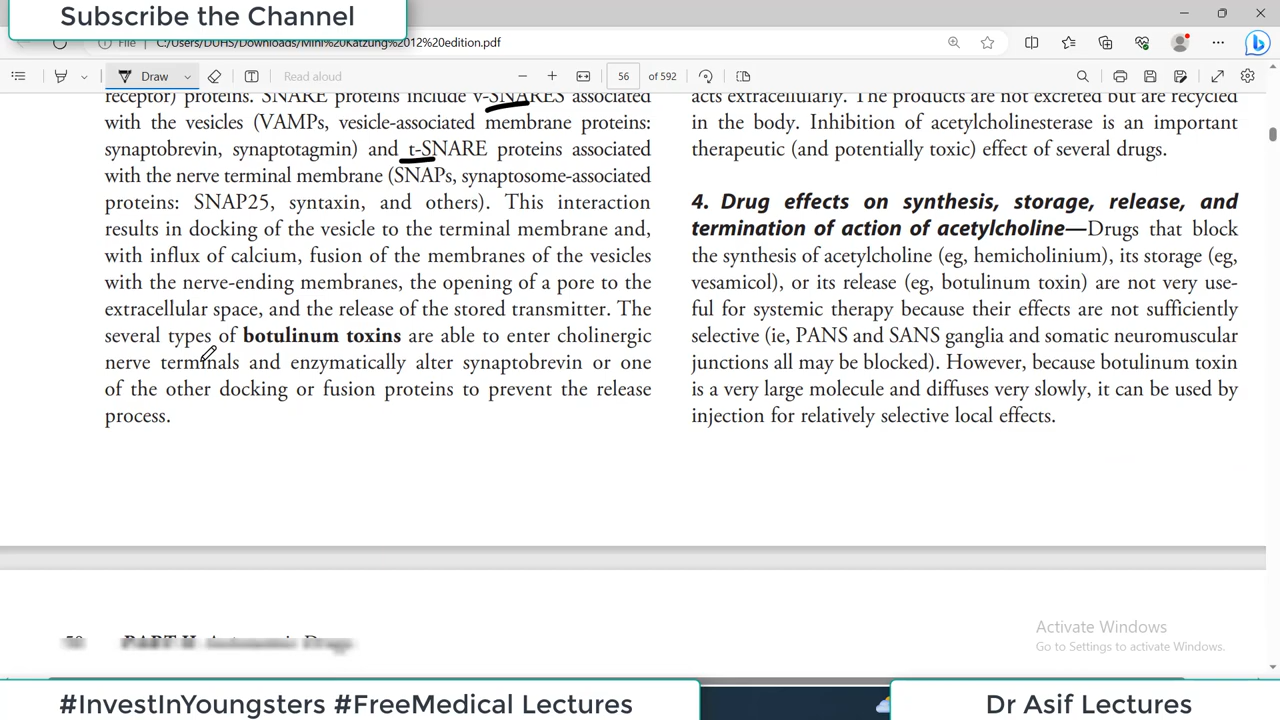 Subscribe the Channel
File
C:/Users/DUHS/Downloads/Mini%20Katzung%2012%20edition.pdf
Draw
Read aloud
56 of 592
receptor) proteins. SNARE proteins include v-SNARES associated
with the vesicles (VAMPs, vesicle-associated membrane proteins:
synaptobrevin, synaptotagmin) and t-SNARE proteins associated
with the nerve terminal membrane (SNAPs, synaptosome-associated
proteins: SNAP25, syntaxin, and others). This interaction
results in docking of the vesicle to the terminal membrane and,
with influx of calcium, fusion of the membranes of the vesicles
with the nerve-ending membranes, the opening of a pore to the
extracellular space, and the release of the stored transmitter. The
several types of botulinum toxins are able to enter cholinergic
nerve terminals and enzymatically alter synaptobrevin or one
of the other docking or fusion proteins to prevent the release
process.
acts extracellularly. The products are not excreted but are recycled
in the body. Inhibition of acetylcholinesterase is an important
therapeutic (and potentially toxic) effect of several drugs.
4. Drug effects on synthesis, storage, release, and
termination of action of acetylcholine—Drugs that block
the synthesis of acetylcholine (eg, hemicholinium), its storage (eg,
vesamicol), or its release (eg, botulinum toxin) are not very use-
ful for systemic therapy because their effects are not sufficiently
selective (ie, PANS and SANS ganglia and somatic neuromuscular
junctions all may be blocked). However, because botulinum toxin
is a very large molecule and diffuses very slowly, it can be used by
injection for relatively selective local effects.
PART II Autonomic Drugs
Activate Windows
Go to Settings to activate Windows.
#InvestInYoungsters #FreeMedical Lectures
Dr Asif Lectures